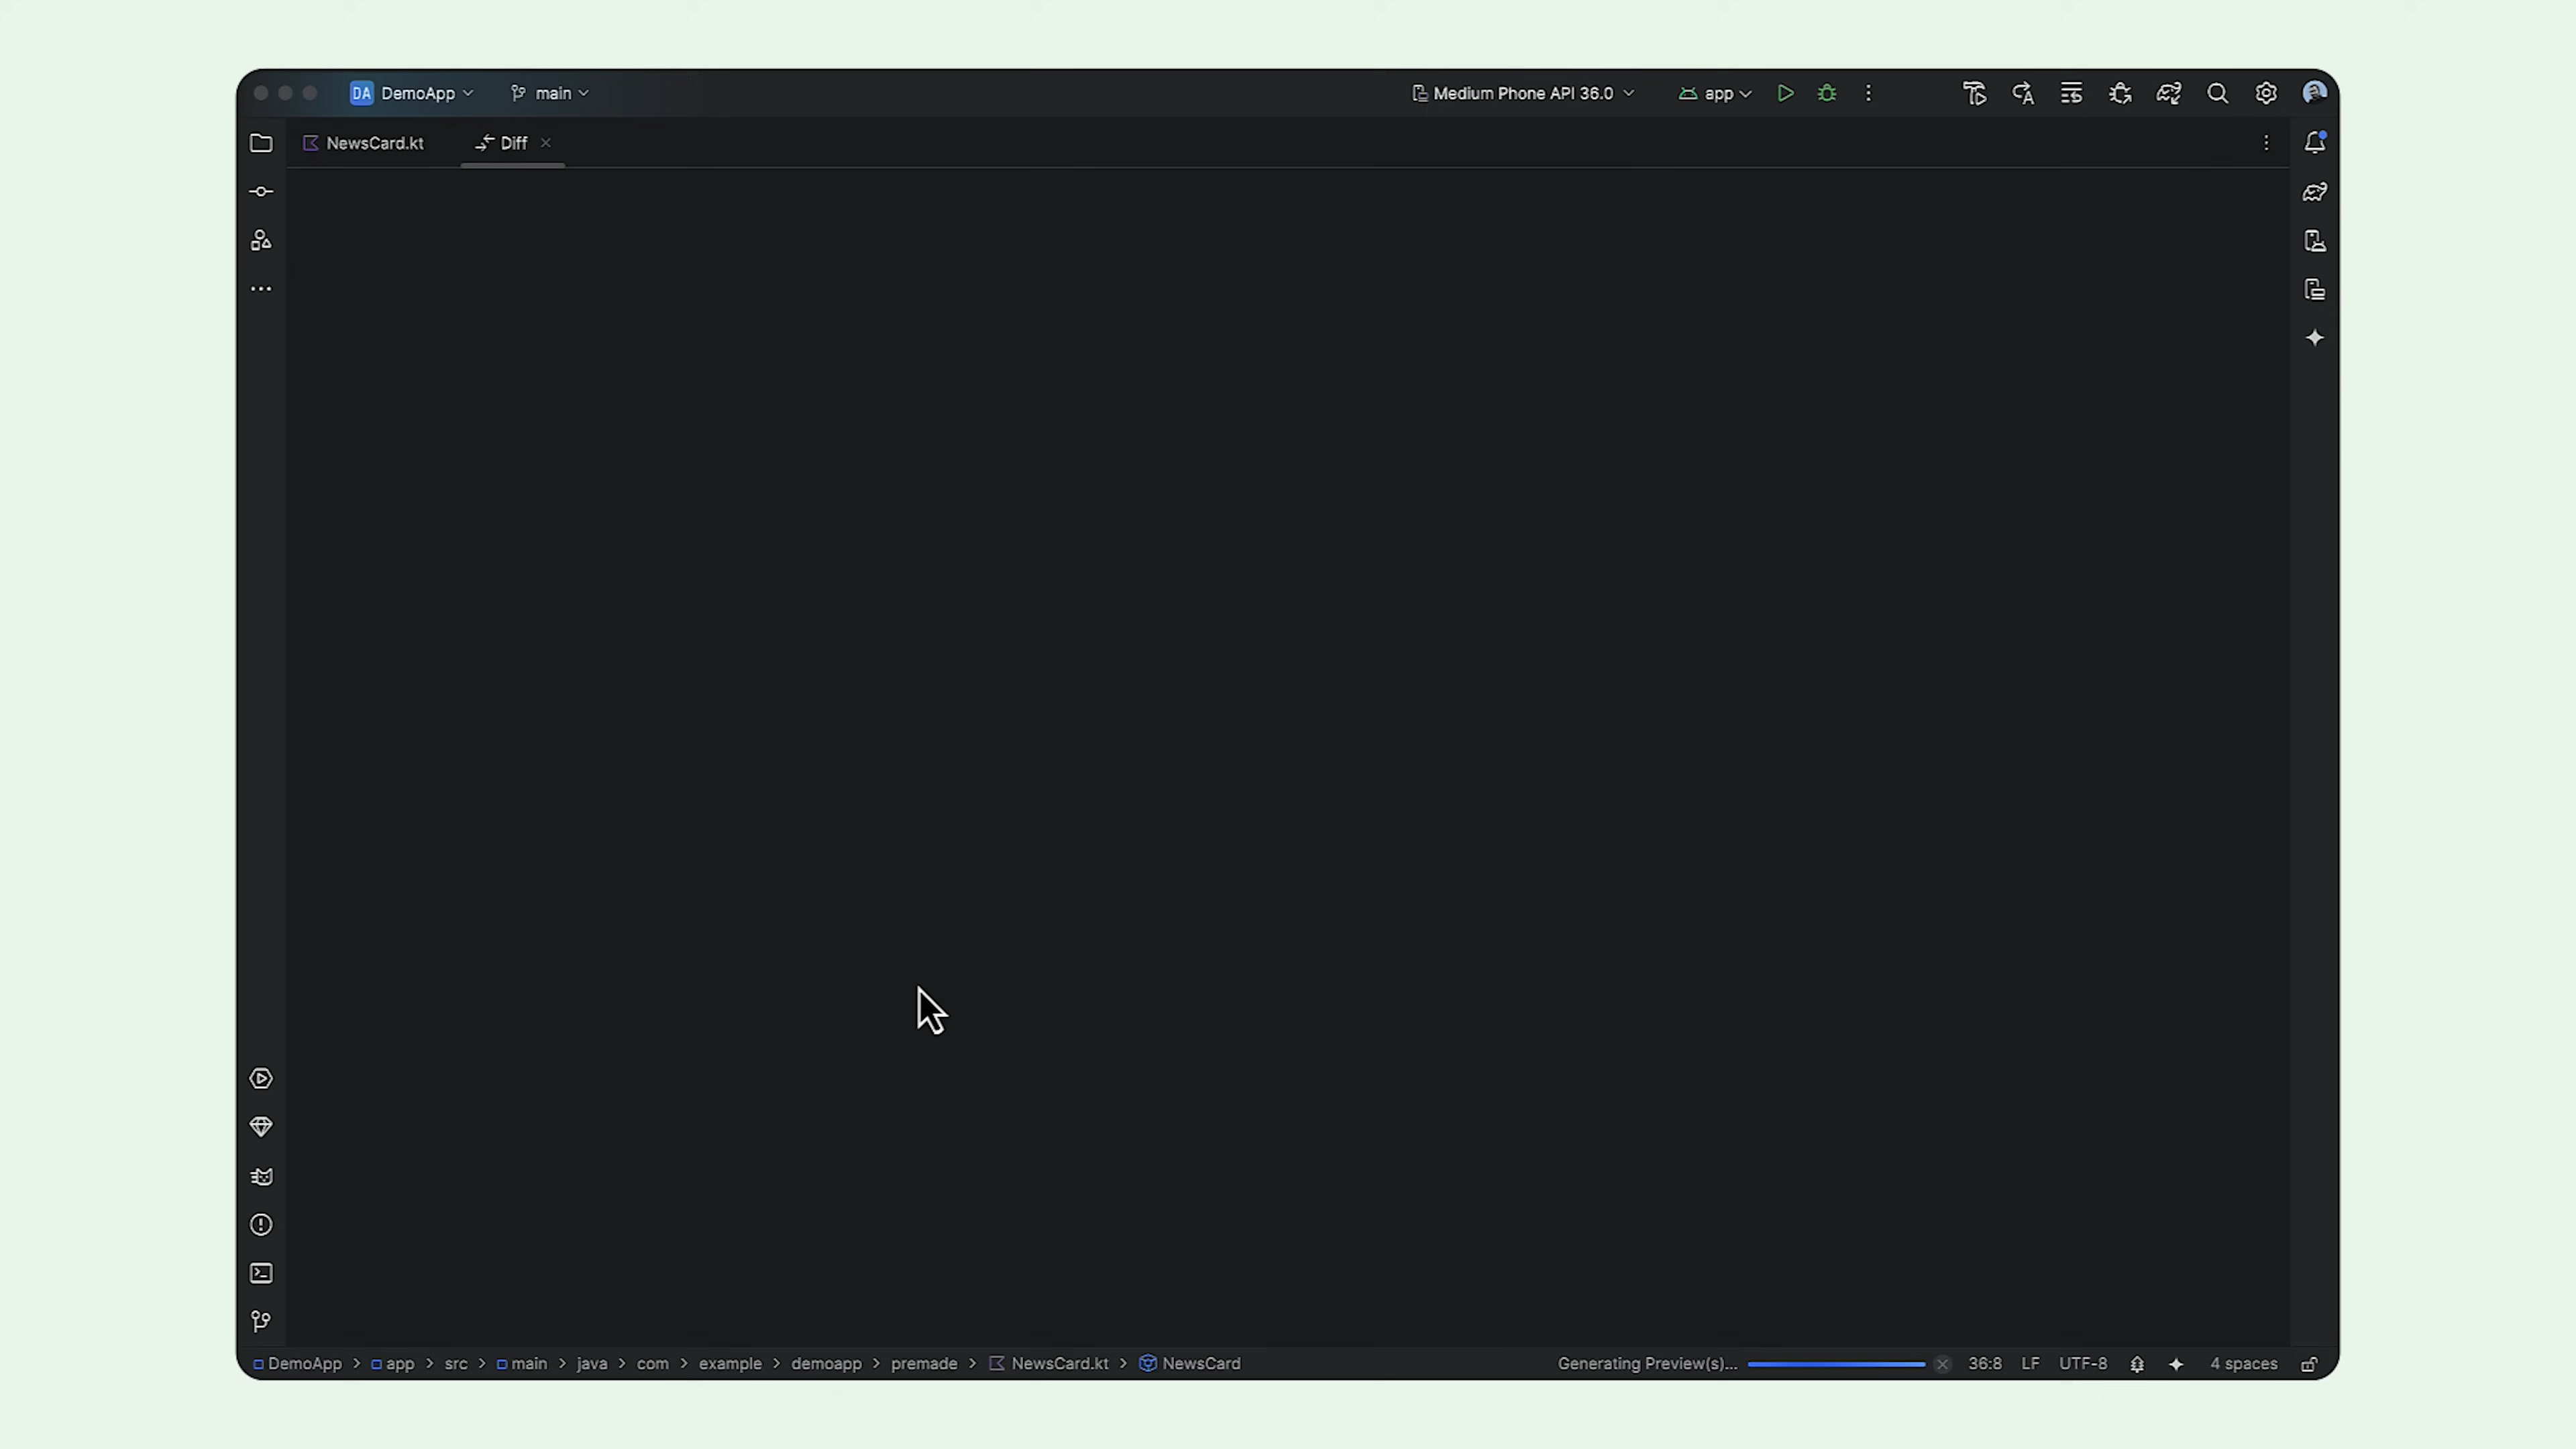 DA DemoApp main Medium Phone API 36.0 app
NewsCard.kt Diff
DemoApp > app > src > main > java > com > example > demoapp > premade > NewsCard.kt > NewsCard Generating Preview(s)... 36:8 LF UTF-8 4 spaces